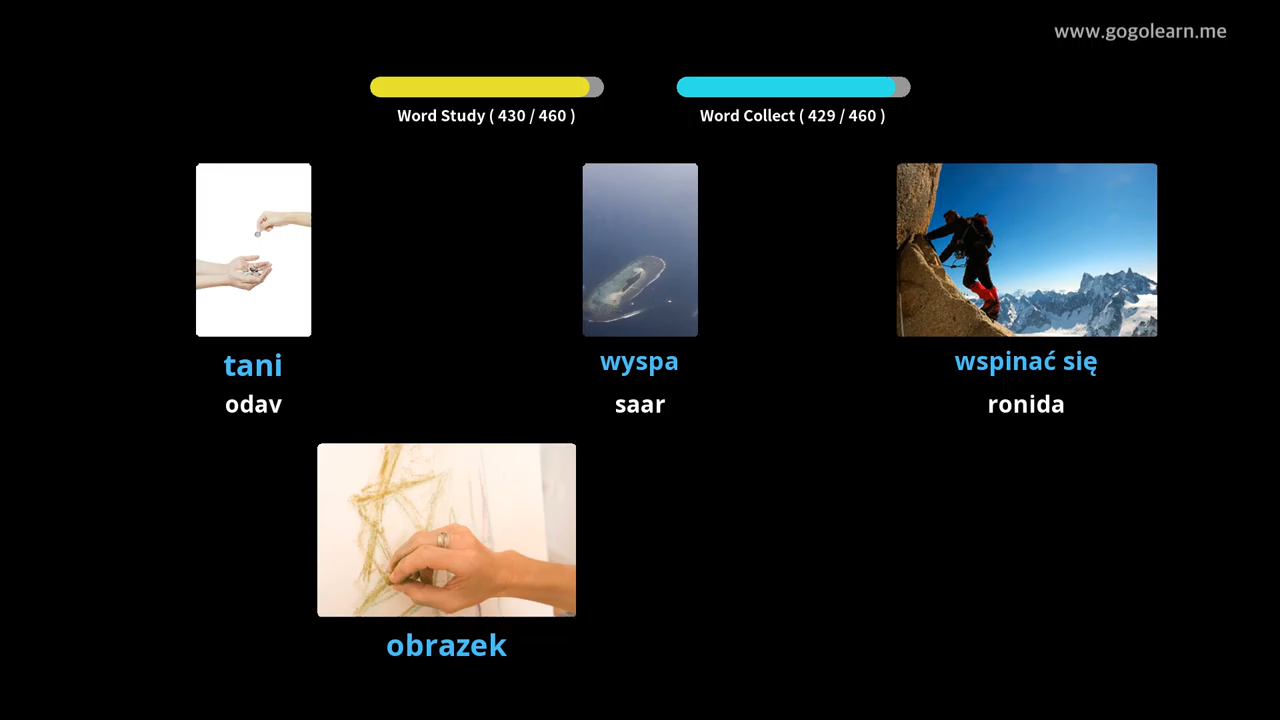 www.gogolearn.me
Word Study ( 430 / 460 )
Word Collect ( 429 / 460 )
tani
odav
wyspa
saar
wspinać się
ronida
obrazek